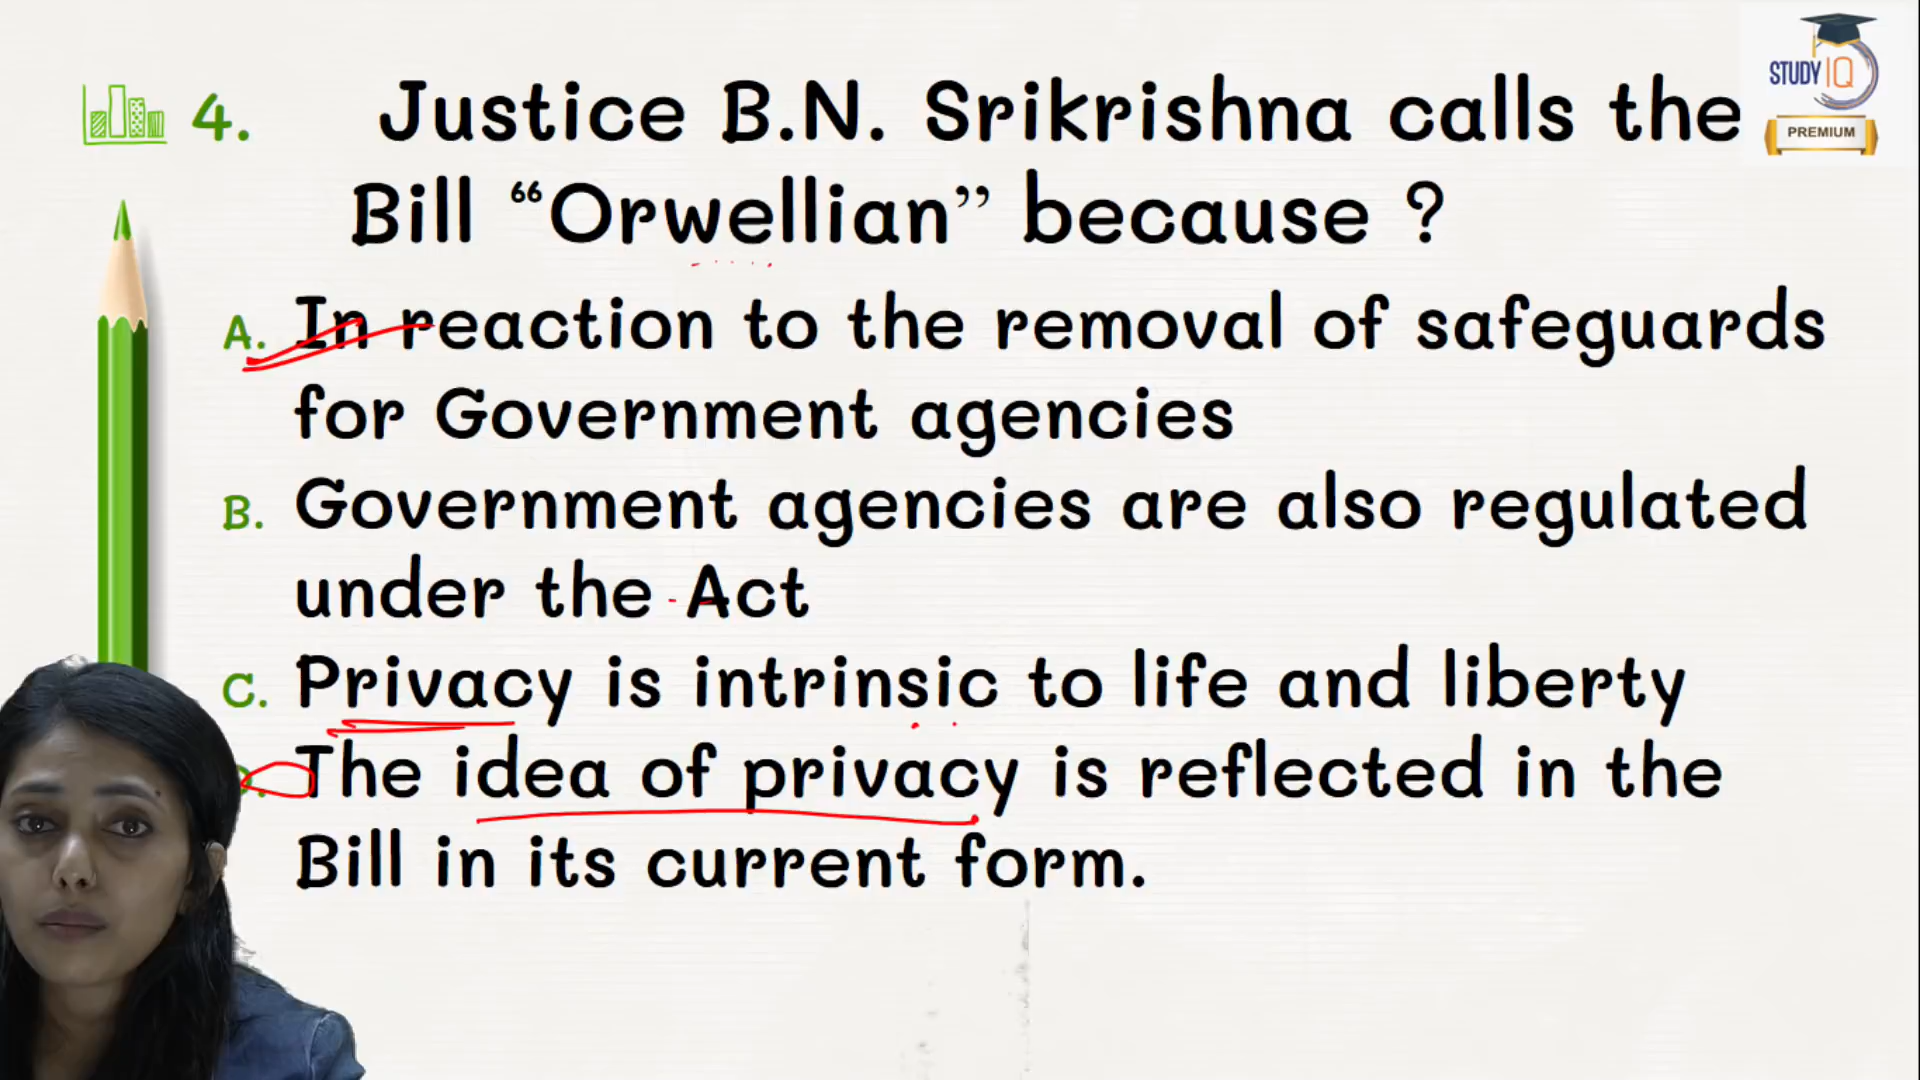 STUDY IQ
PREMIUM
4. Justice B.N. Srikrishna calls the
Bill “Orwellian” because ?
A. In reaction to the removal of safeguards
for Government agencies
B. Government agencies are also regulated
under the Act
C. Privacy is intrinsic to life and liberty
The idea of privacy is reflected in the
Bill in its current form.